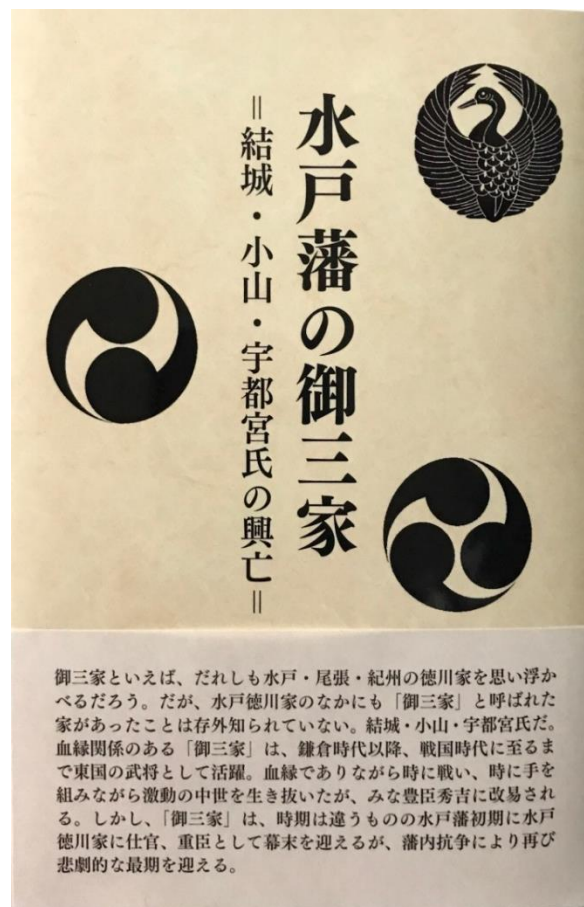 水戸藩の御三家
＝結城・小山・宇都宮氏の興亡＝
御三家といえば、だれしも水戸・尾張・紀州の徳川家を思い浮か
べるだろう。だが、水戸徳川家のなかにも「御三家」と呼ばれた
家があったことは存外知られていない。結城・小山・宇都宮氏だ。
血縁関係のある「御三家」は、鎌倉時代以降、戦国時代に至るま
で東国の武将として活躍。血縁でありながら時に戦い、時に手を
組みながら激動の中世を生き抜いたが、みな豊臣秀吉に改易され
る。しかし、「御三家」は、時期は違うものの水戸藩初期に水戸
徳川家に仕官、重臣として幕末を迎えるが、藩内抗争により再び
悲劇的な最期を迎える。